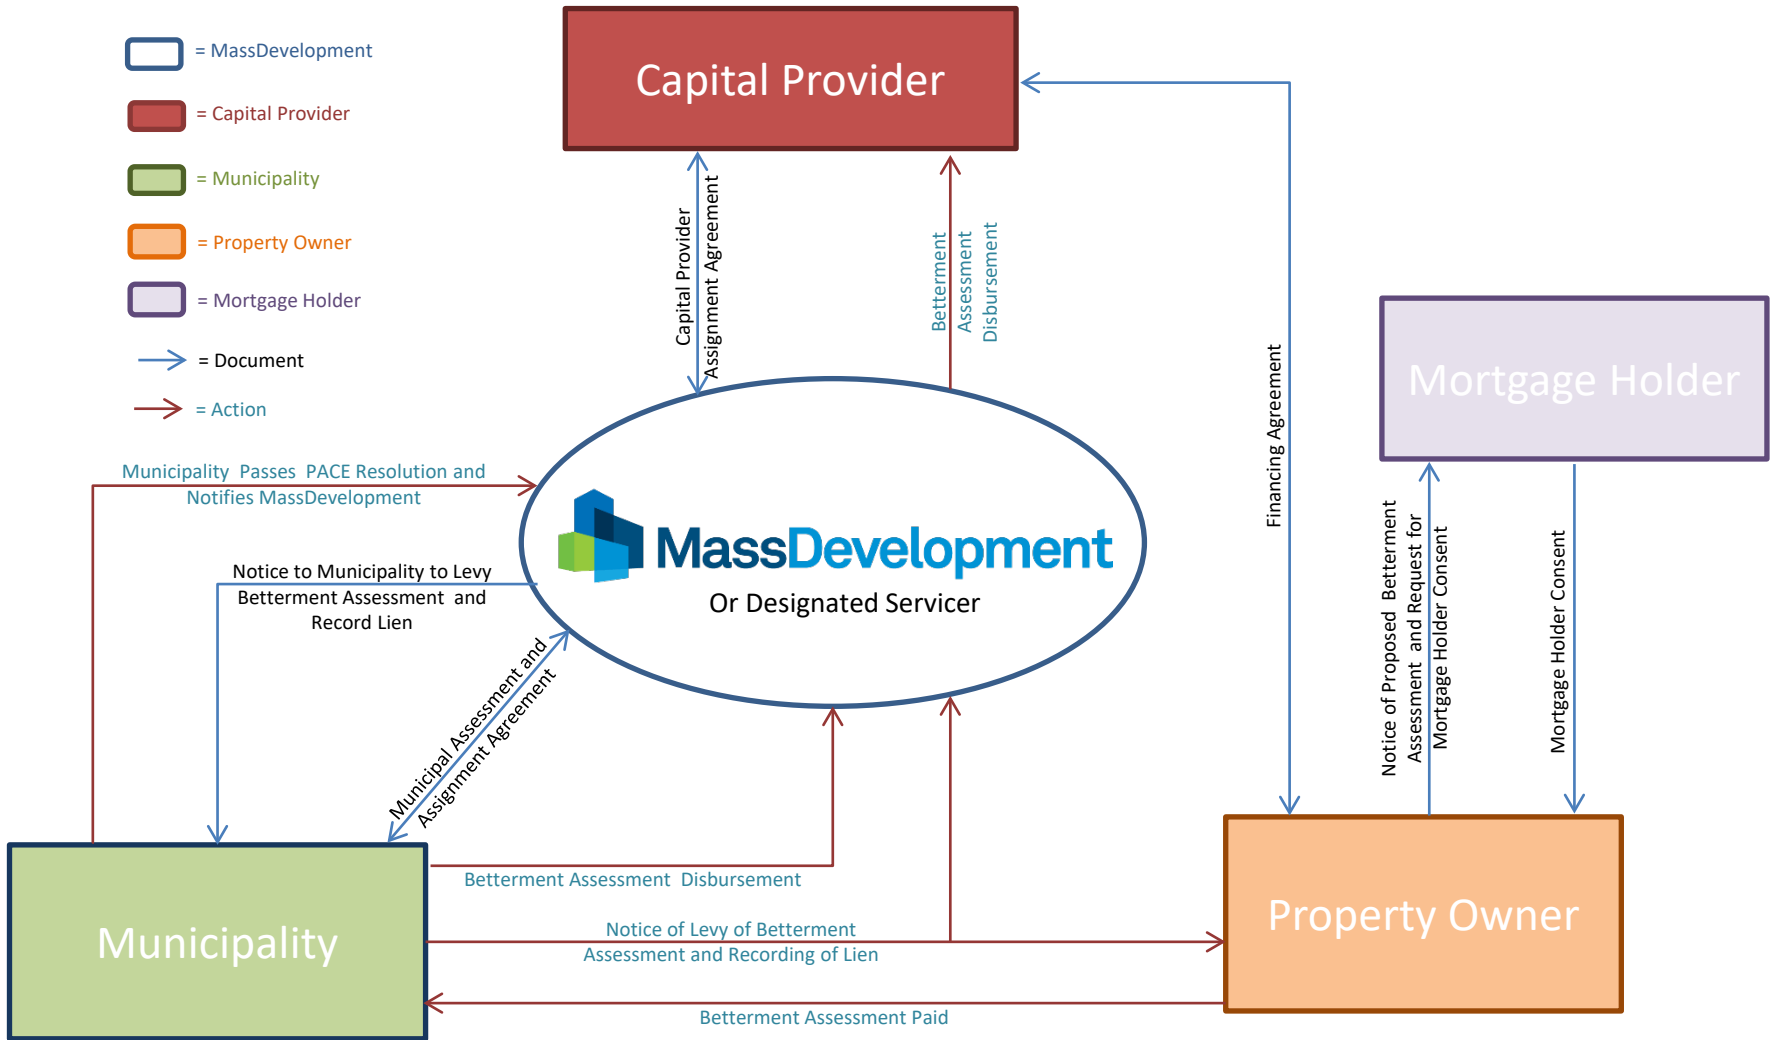 = MassDevelopment
= Capital Provider
= Municipality
= Property Owner
= Mortgage Holder
= Document
= Action
Capital Provider
Capital Provider
Assignment Agreement
Betterment
Assessment
Disbursement
Financing Agreement
Mortgage Holder
Municipality Passes PACE Resolution and
Notifies MassDevelopment
Notice to Municipality to Levy
Betterment Assessment and
Record Lien
MassDevelopment
Or Designated Servicer
Municipal Assessment and
Assignment Agreement
Notice of Proposed Betterment
Assessment and Request for
Mortgage Holder Consent
Mortgage Holder Consent
Municipality
Betterment Assessment Disbursement
Notice of Levy of Betterment
Assessment and Recording of Lien
Betterment Assessment Paid
Property Owner